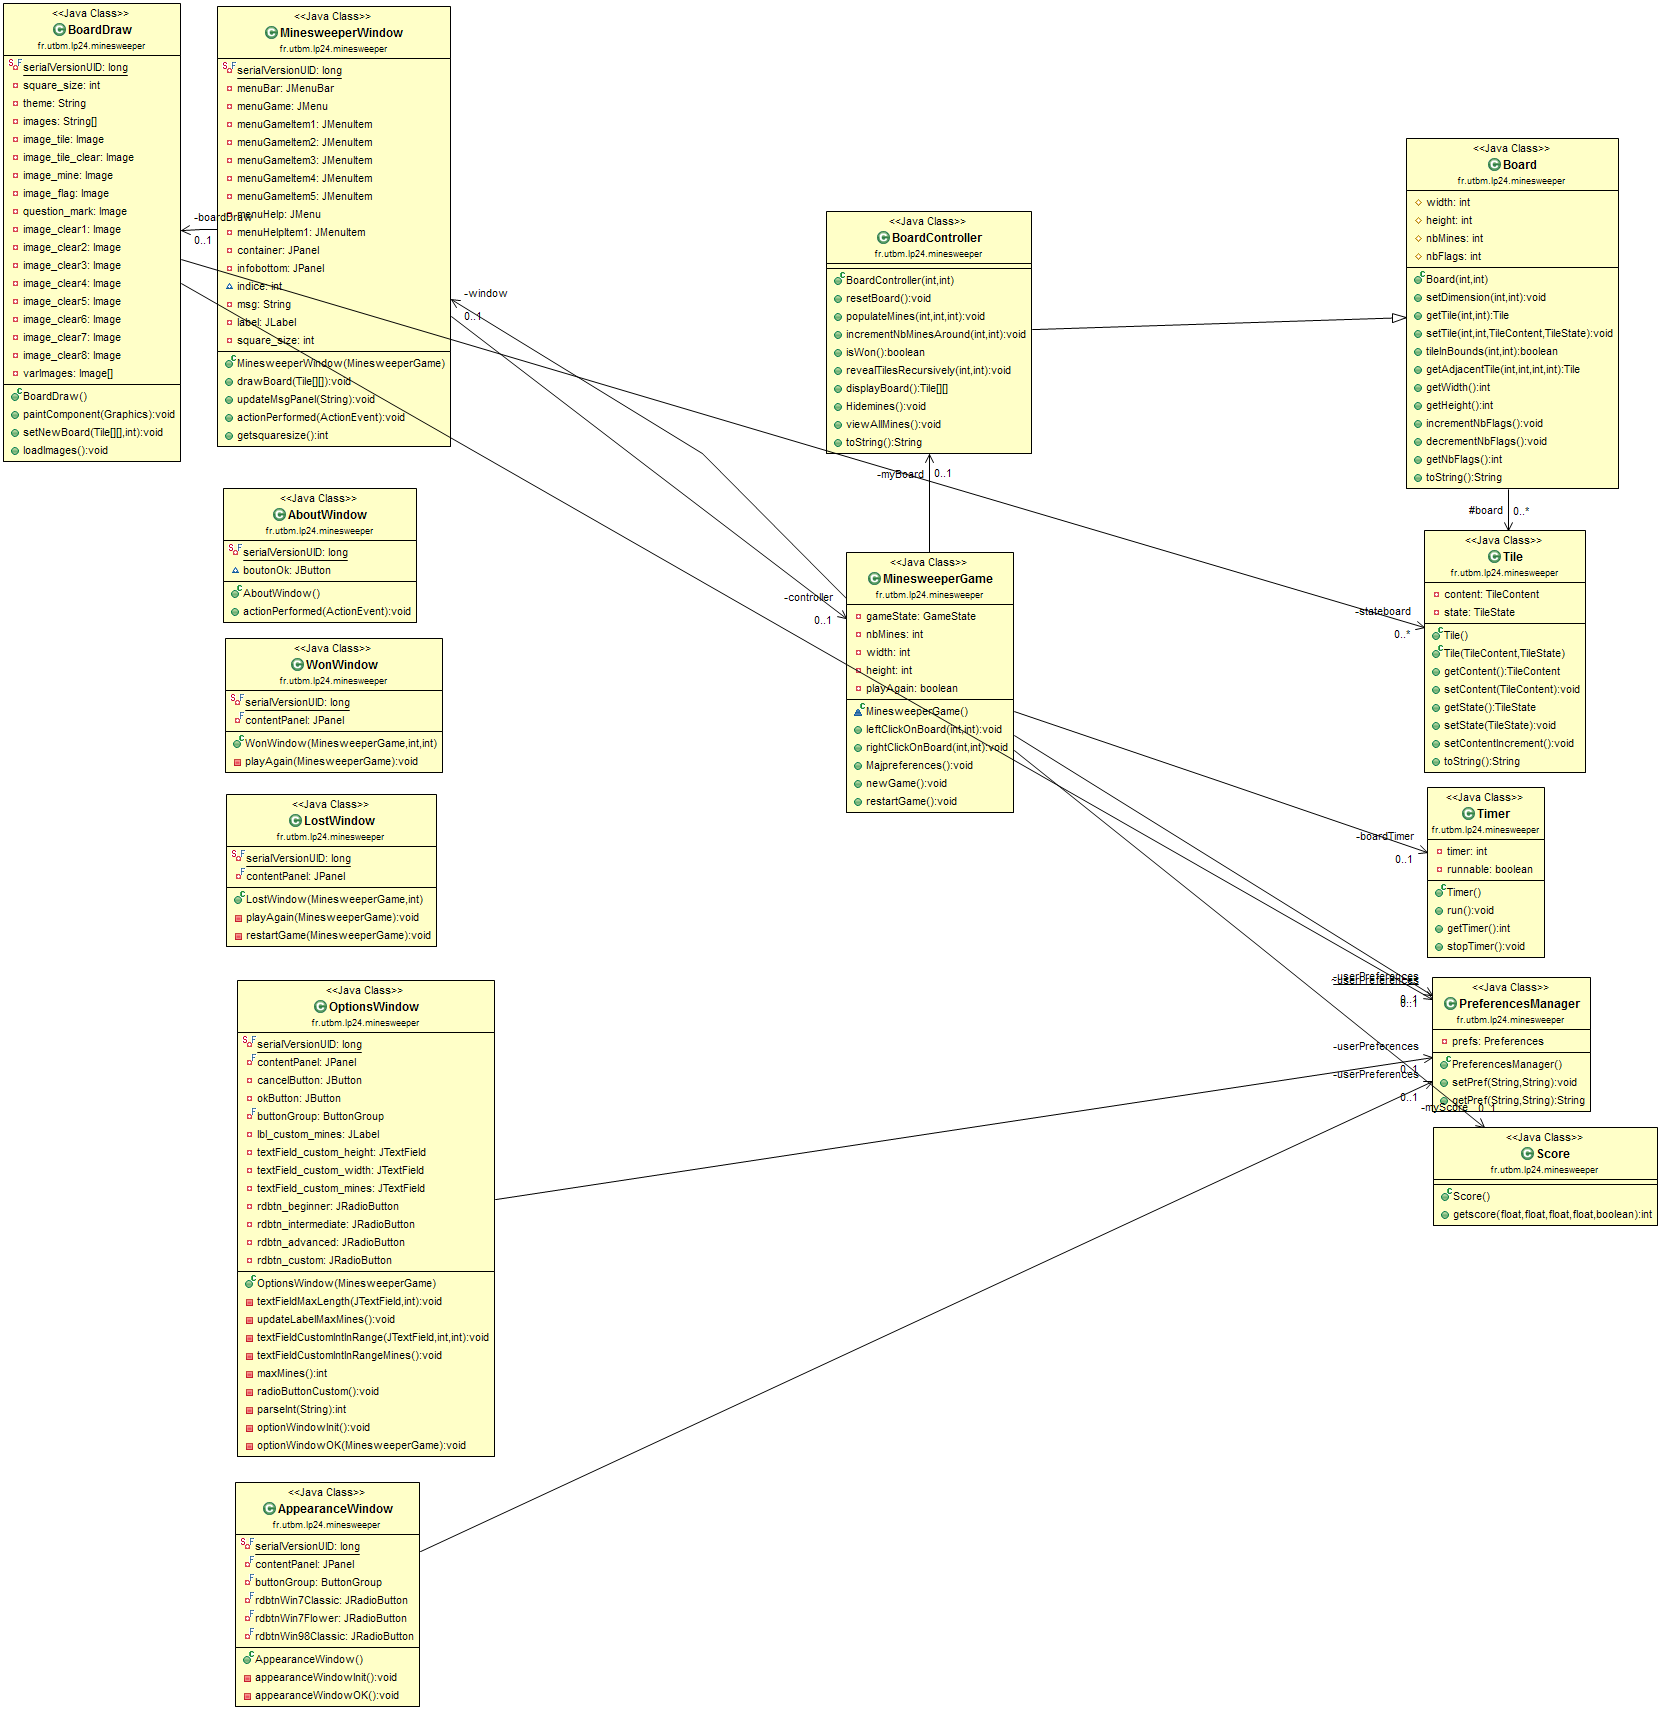 <<Java Class>>
BoardDraw
fr.utbm.lp24.minesweeper
serialVersionUID: long
square_size: int
theme: String
images: String[]
image_tile: Image
image_tile_clear: Image
image_mine: Image
image_flag: Image
question_mark: Image
image_clear1: Image
image_clear2: Image
image_clear3: Image
image_clear4: Image
image_clear5: Image
image_clear6: Image
image_clear7: Image
image_clear8: Image
varImages: Image[]
BoardDraw()
paintComponent(Graphics):void
setNewBoard(Tile[][],int):void
loadImages():void
<<Java Class>>
MinesweeperWindow
fr.utbm.lp24.minesweeper
serialVersionUID: long
menuBar: JMenuBar
menuGame: JMenu
menuGameItem1: JMenuItem
menuGameItem2: JMenuItem
menuGameItem3: JMenuItem
menuGameItem4: JMenuItem
menuGameItem5: JMenuItem
menuHelp: JMenu
menuHelpItem1: JMenuItem
container: JPanel
infobottom: JPanel
indice: int
msg: String
label: JLabel
square_size: int
MinesweeperWindow(MinesweeperGame)
drawBoard(Tile[][]):void
updateMsgPanel(String):void
actionPerformed(ActionEvent):void
getsquaresize():int
-boardDraw
0..1
-window
0..1
<<Java Class>>
AboutWindow
fr.utbm.lp24.minesweeper
serialVersionUID: long
boutonOk: JButton
AboutWindow()
actionPerformed(ActionEvent):void
<<Java Class>>
WonWindow
fr.utbm.lp24.minesweeper
serialVersionUID: long
contentPanel: JPanel
WonWindow(MinesweeperGame,int,int)
playAgain(MinesweeperGame):void
<<Java Class>>
LostWindow
fr.utbm.lp24.minesweeper
serialVersionUID: long
contentPanel: JPanel
LostWindow(MinesweeperGame,int)
playAgain(MinesweeperGame):void
restartGame(MinesweeperGame):void
<<Java Class>>
OptionsWindow
fr.utbm.lp24.minesweeper
serialVersionUID: long
contentPanel: JPanel
cancelButton: JButton
okButton: JButton
buttonGroup: ButtonGroup
lbl_custom_mines: JLabel
textField_custom_height: JTextField
textField_custom_width: JTextField
textField_custom_mines: JTextField
rdbtn_beginner: JRadioButton
rdbtn_intermediate: JRadioButton
rdbtn_advanced: JRadioButton
rdbtn_custom: JRadioButton
OptionsWindow(MinesweeperGame)
textFieldMaxLength(JTextField,int):void
updateLabelMaxMines():void
textFieldCustomIntInRange(JTextField,int,int):void
textFieldCustomIntInRangeMines():void
maxMines():int
radioButtonCustom():void
parseInt(String):int
optionWindowInit():void
optionWindowOK(MinesweeperGame):void
<<Java Class>>
AppearanceWindow
fr.utbm.lp24.minesweeper
serialVersionUID: long
contentPanel: JPanel
buttonGroup: ButtonGroup
rdbtnWin7Classic: JRadioButton
rdbtnWin7Flower: JRadioButton
rdbtnWin98Classic: JRadioButton
AppearanceWindow()
appearanceWindowInit():void
appearanceWindowOK():void
<<Java Class>>
BoardController
fr.utbm.lp24.minesweeper
BoardController(int,int)
resetBoard():void
populateMines(int,int,int):void
incrementNbMinesAround(int,int):void
isWon():boolean
revealTilesRecursively(int,int):void
displayBoard():Tile[][]
Hidemines():void
viewAllMines():void
toString():String
-myBoard
0..1
-controller
0..1
<<Java Class>>
MinesweeperGame
fr.utbm.lp24.minesweeper
gameState: GameState
nbMines: int
width: int
height: int
playAgain: boolean
MinesweeperGame()
leftClickOnBoard(int,int):void
rightClickOnBoard(int,int):void
Majpreferences():void
newGame():void
restartGame():void
<<Java Class>>
Board
fr.utbm.lp24.minesweeper
width: int
height: int
nbMines: int
nbFlags: int
Board(int,int)
setDimension(int,int):void
getTile(int,int):Tile
setTile(int,int,TileContent,TileState):void
tileInBounds(int,int):boolean
getAdjacentTile(int,int,int,int):Tile
getWidth():int
getHeight():int
incrementNbFlags():void
decrementNbFlags():void
getNbFlags():int
toString():String
#board
0..*
-stateboard
0..*
<<Java Class>>
Tile
fr.utbm.lp24.minesweeper
content: TileContent
state: TileState
Tile()
Tile(TileContent,TileState)
getContent():TileContent
setContent(TileContent):void
getState():TileState
setState(TileState):void
setContentIncrement():void
toString():String
-boardTimer
0..1
<<Java Class>>
Timer
fr.utbm.lp24.minesweeper
timer: int
runnable: boolean
Timer()
run():void
getTimer():int
stopTimer():void
-userPreferences
-userPreferences
0..1
0..1
-userPreferences
0..1
-userPreferences
0..1
<<Java Class>>
PreferencesManager
fr.utbm.lp24.minesweeper
prefs: Preferences
PreferencesManager()
setPref(String,String):void
getPref(String,String):String
-myScore
0..1
<<Java Class>>
Score
fr.utbm.lp24.minesweeper
Score()
getscore(float,float,float,float,boolean):int